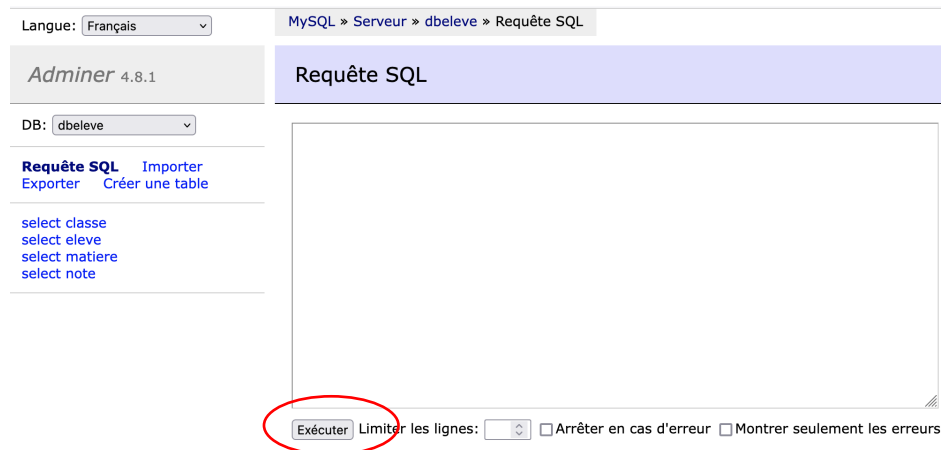 Langue: Français
MySQL » Serveur » dbeleve » Requête SQL
Adminer 4.8.1
Requête SQL
DB: dbeleve
Requête SQL Importer
Exporter Créer une table
select classe
select eleve
select matiere
select note
Exécuter Limiter les lignes: Arrêter en cas d'erreur Montrer seulement les erreurs